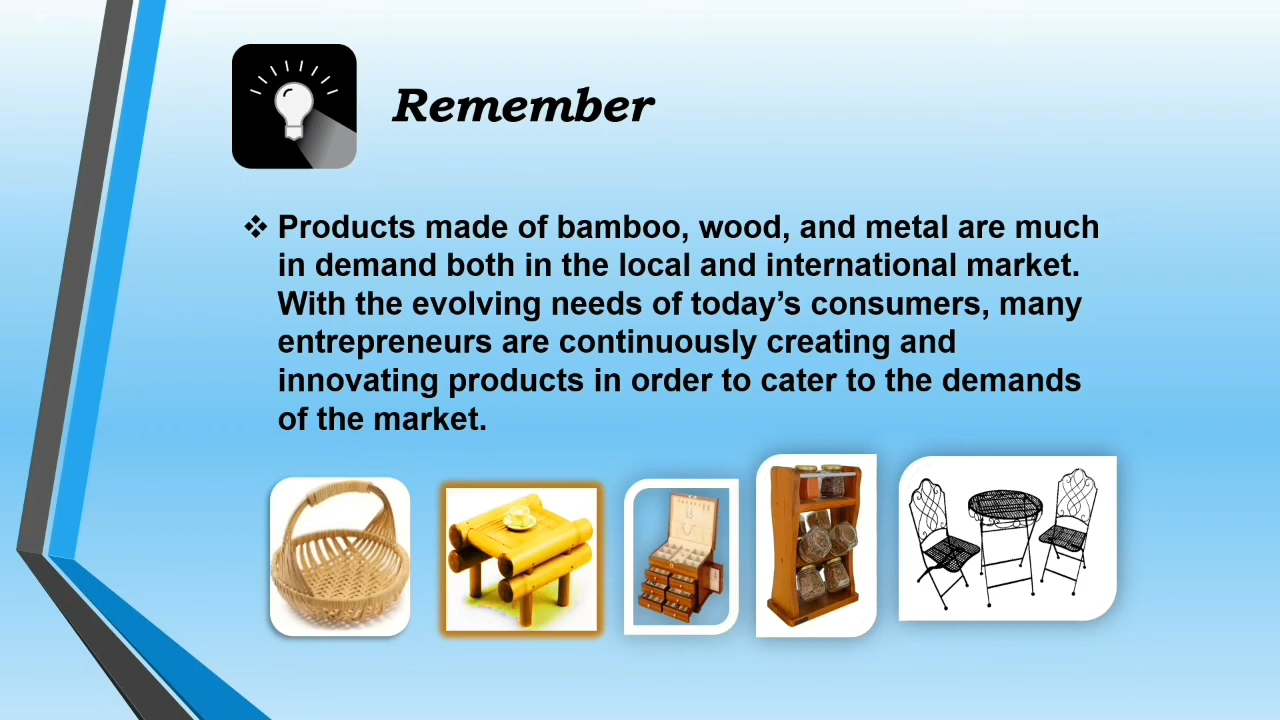 Remember
❖ Products made of bamboo, wood, and metal are much
in demand both in the local and international market.
With the evolving needs of today’s consumers, many
entrepreneurs are continuously creating and
innovating products in order to cater to the demands
of the market.